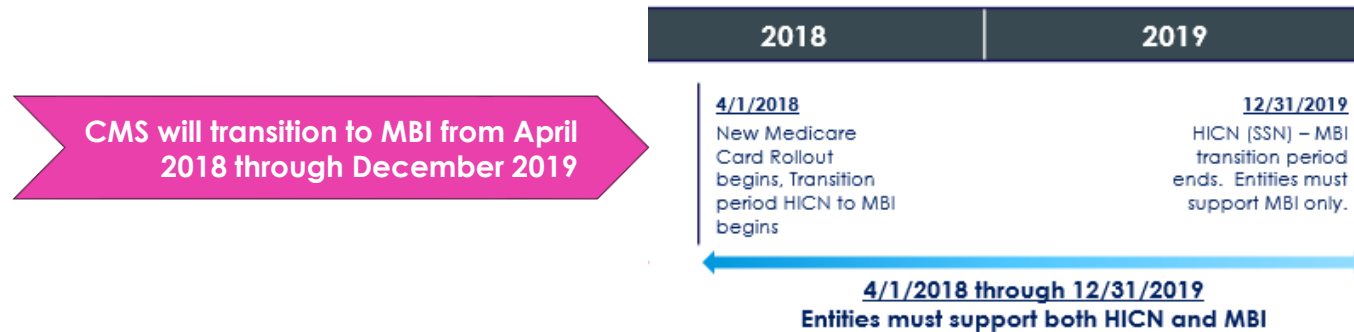 2018
2019
CMS will transition to MBI from April
2018 through December 2019
4/1/2018
New Medicare
Card Rollout
begins, Transition
period HICN to MBI
begins
12/31/2019
HICN (SSN) – MBI
transition period
ends. Entities must
support MBI only.
4/1/2018 through 12/31/2019
Entities must support both HICN and MBI